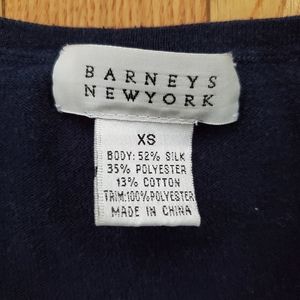 BARNEYS
NEWYORK
XS
BODY: 52% SILK
35% POLYESTER
13% COTTON
TRIM:100%POLYESTER
MADE IN CHINA